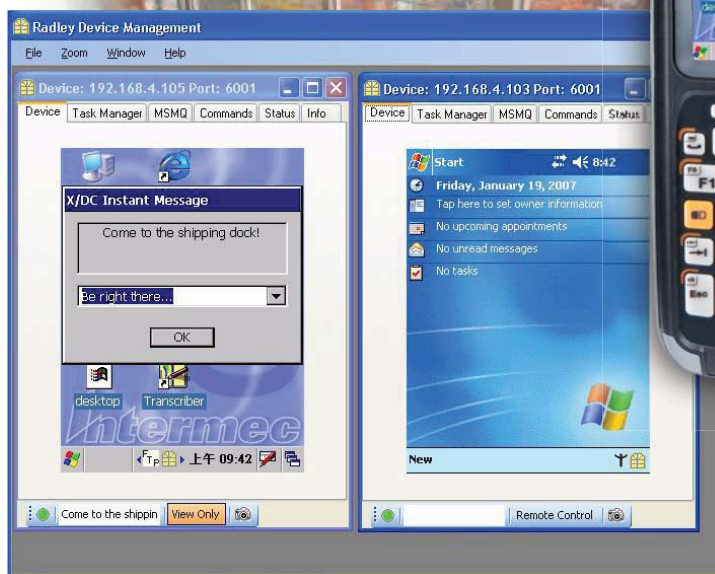 Radley Device Management
File Zoom Window Help
Device: 192.168.4.105 Port: 6001
Device Task Manager MSMQ Commands Status Info
X/DC Instant Message
Come to the shipping dock!
Be right there...
OK
desktop Transcriber
Intermec
FTP 上午 09:42
Come to the shippin View Only
Device: 192.168.4.103 Port: 6001
Device Task Manager MSMQ Commands Status
Start 8:42
Friday, January 19, 2007
Tap here to set owner information
No upcoming appointments
No unread messages
No tasks
New
Remote Control
F1
Esc